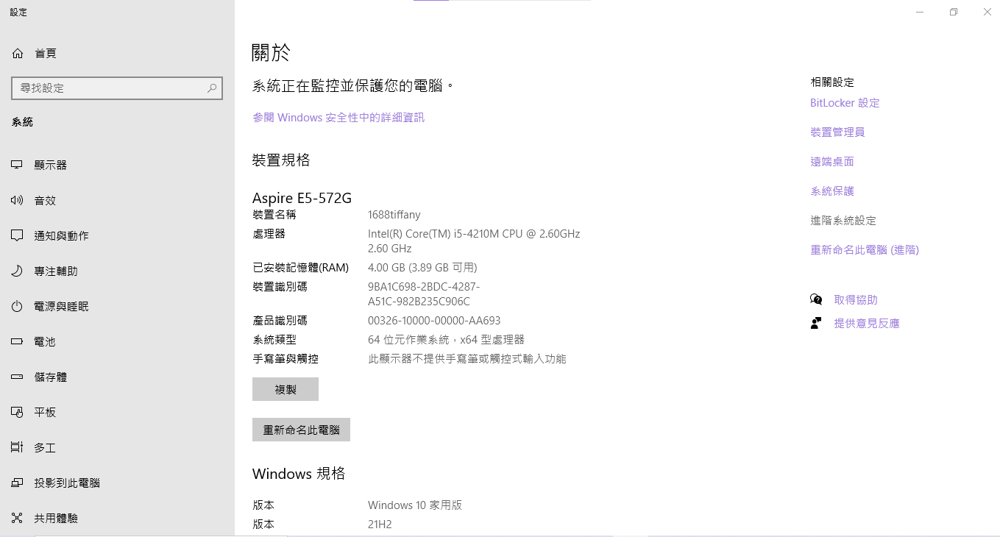 設定
首頁
尋找設定
系統
顯示器
音效
通知與動作
專注輔助
電源與睡眠
電池
儲存體
平板
多工
投影到此電腦
共用體驗
關於
系統正在監控並保護您的電腦。
參閱 Windows 安全性中的詳細資訊
裝置規格
Aspire E5-572G
裝置名稱 1688tiffany
處理器 Intel(R) Core(TM) i5-4210M CPU @ 2.60GHz
2.60 GHz
已安裝記憶體(RAM) 4.00 GB (3.89 GB 可用)
裝置識別碼 9BA1C698-2BDC-4287-
A51C-982B235C906C
產品識別碼 00326-10000-00000-AA693
系統類型 64 位元作業系統，x64 型處理器
手寫筆與觸控 此顯示器不提供手寫筆或觸控式輸入功能
複製
重新命名此電腦
Windows 規格
版本 Windows 10 家用版
版本 21H2
相關設定
BitLocker 設定
裝置管理員
遠端桌面
系統保護
進階系統設定
重新命名此電腦 (進階)
取得協助
提供意見反應